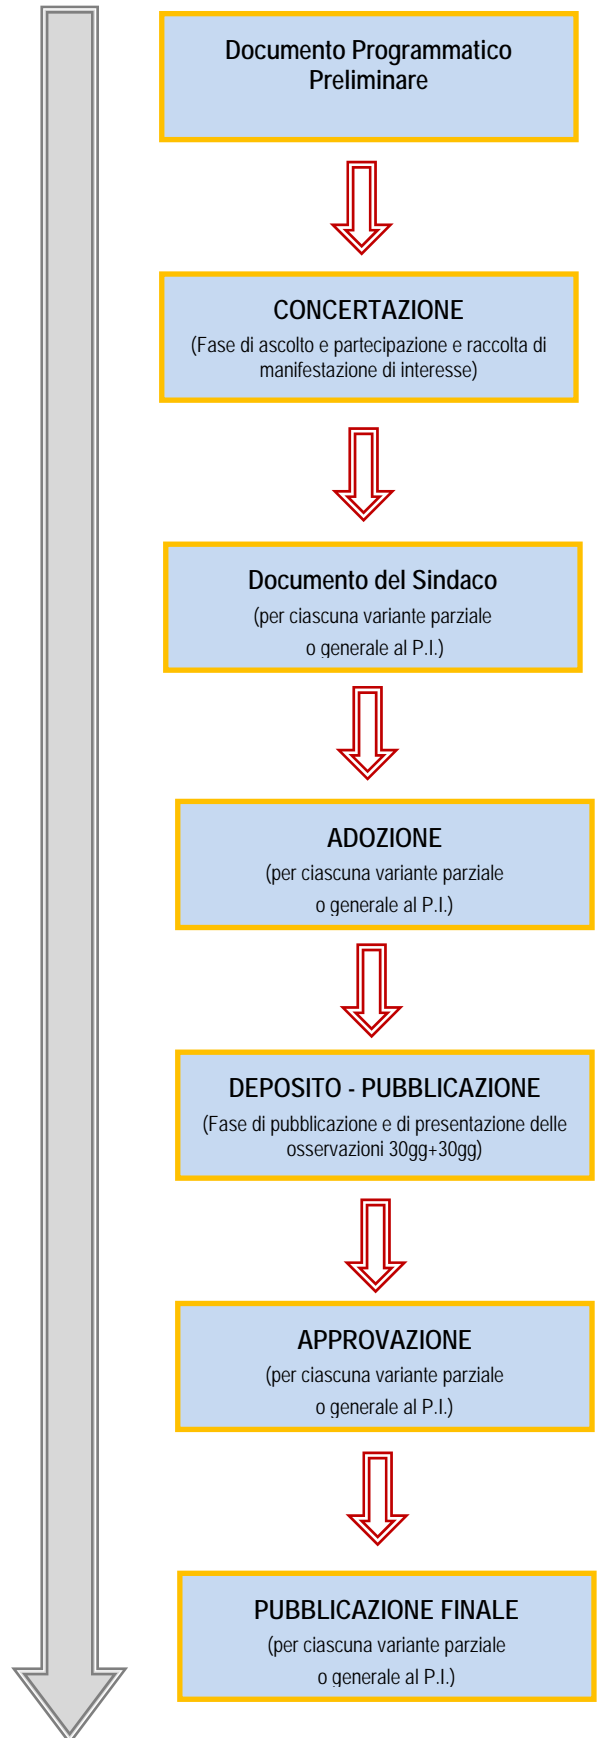 Documento Programmatico
Preliminare
CONCERTAZIONE
(Fase di ascolto e partecipazione e raccolta di
manifestazione di interesse)
Documento del Sindaco
(per ciascuna variante parziale
o generale al P.I.)
ADOZIONE
(per ciascuna variante parziale
o generale al P.I.)
DEPOSITO - PUBBLICAZIONE
(Fase di pubblicazione e di presentazione delle
osservazioni 30gg+30gg)
APPROVAZIONE
(per ciascuna variante parziale
o generale al P.I.)
PUBBLICAZIONE FINALE
(per ciascuna variante parziale
o generale al P.I.)